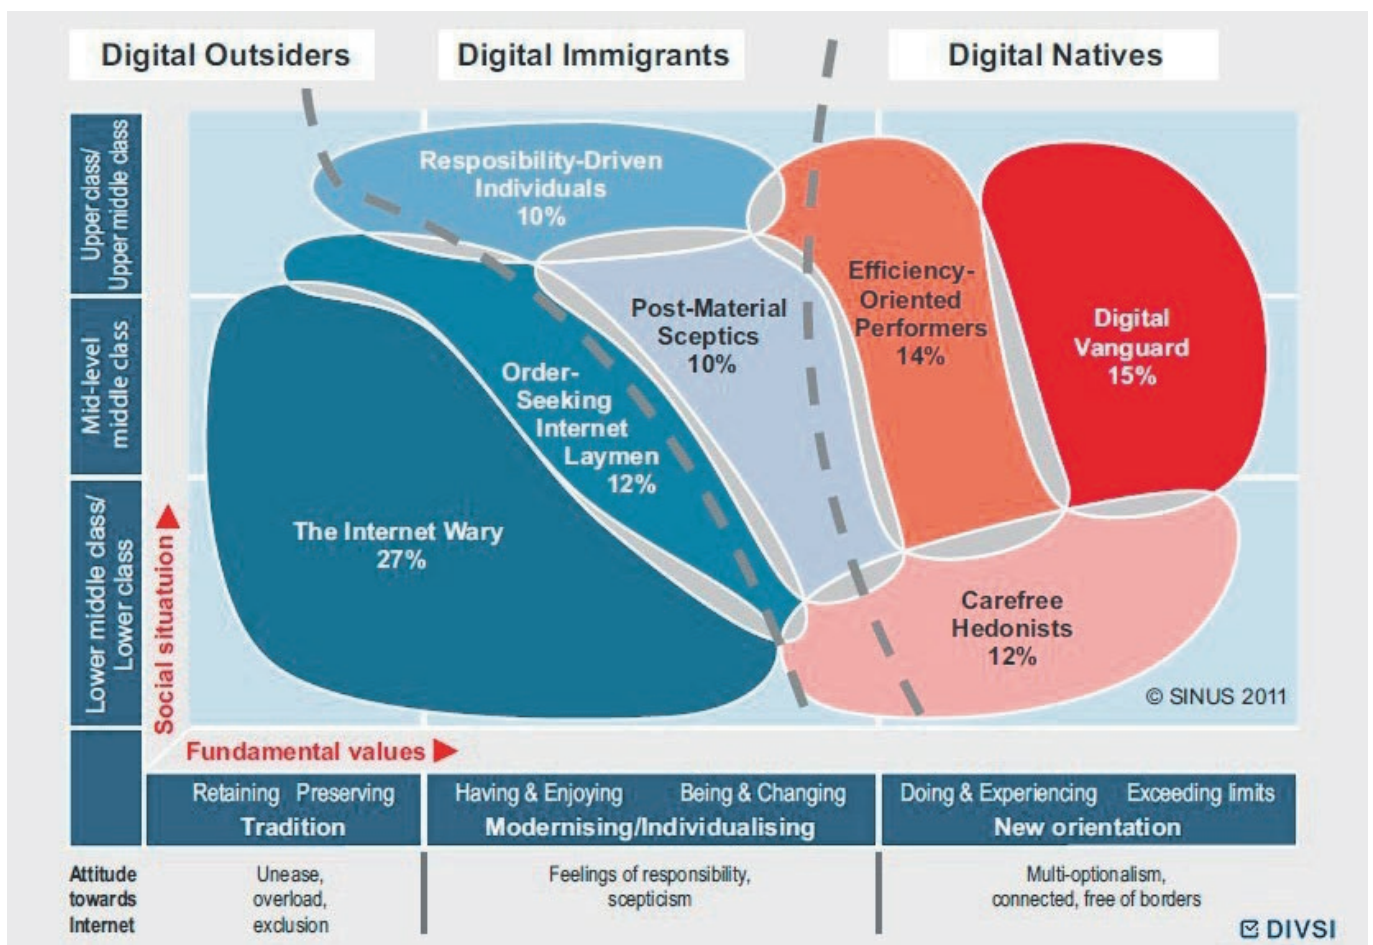 Digital Outsiders
Digital Immigrants
Digital Natives
Upper class/
Upper middle class
Mid-level
middle class
Lower middle class/
Lower class
Social situatuion
Resposibility-Driven
Individuals
10%
Post-Material
Sceptics
10%
Efficiency-
Oriented
Performers
14%
Digital
Vanguard
15%
Order-
Seeking
Internet
Laymen
12%
The Internet Wary
27%
Carefree
Hedonists
12%
© SINUS 2011
Fundamental values
Retaining Preserving
Tradition
Having & Enjoying Being & Changing
Modernising/Individualising
Doing & Experiencing Exceeding limits
New orientation
Attitude
towards
Internet
Unease,
overload,
exclusion
Feelings of responsibility,
scepticism
Multi-optionalism,
connected, free of borders
DIVSI